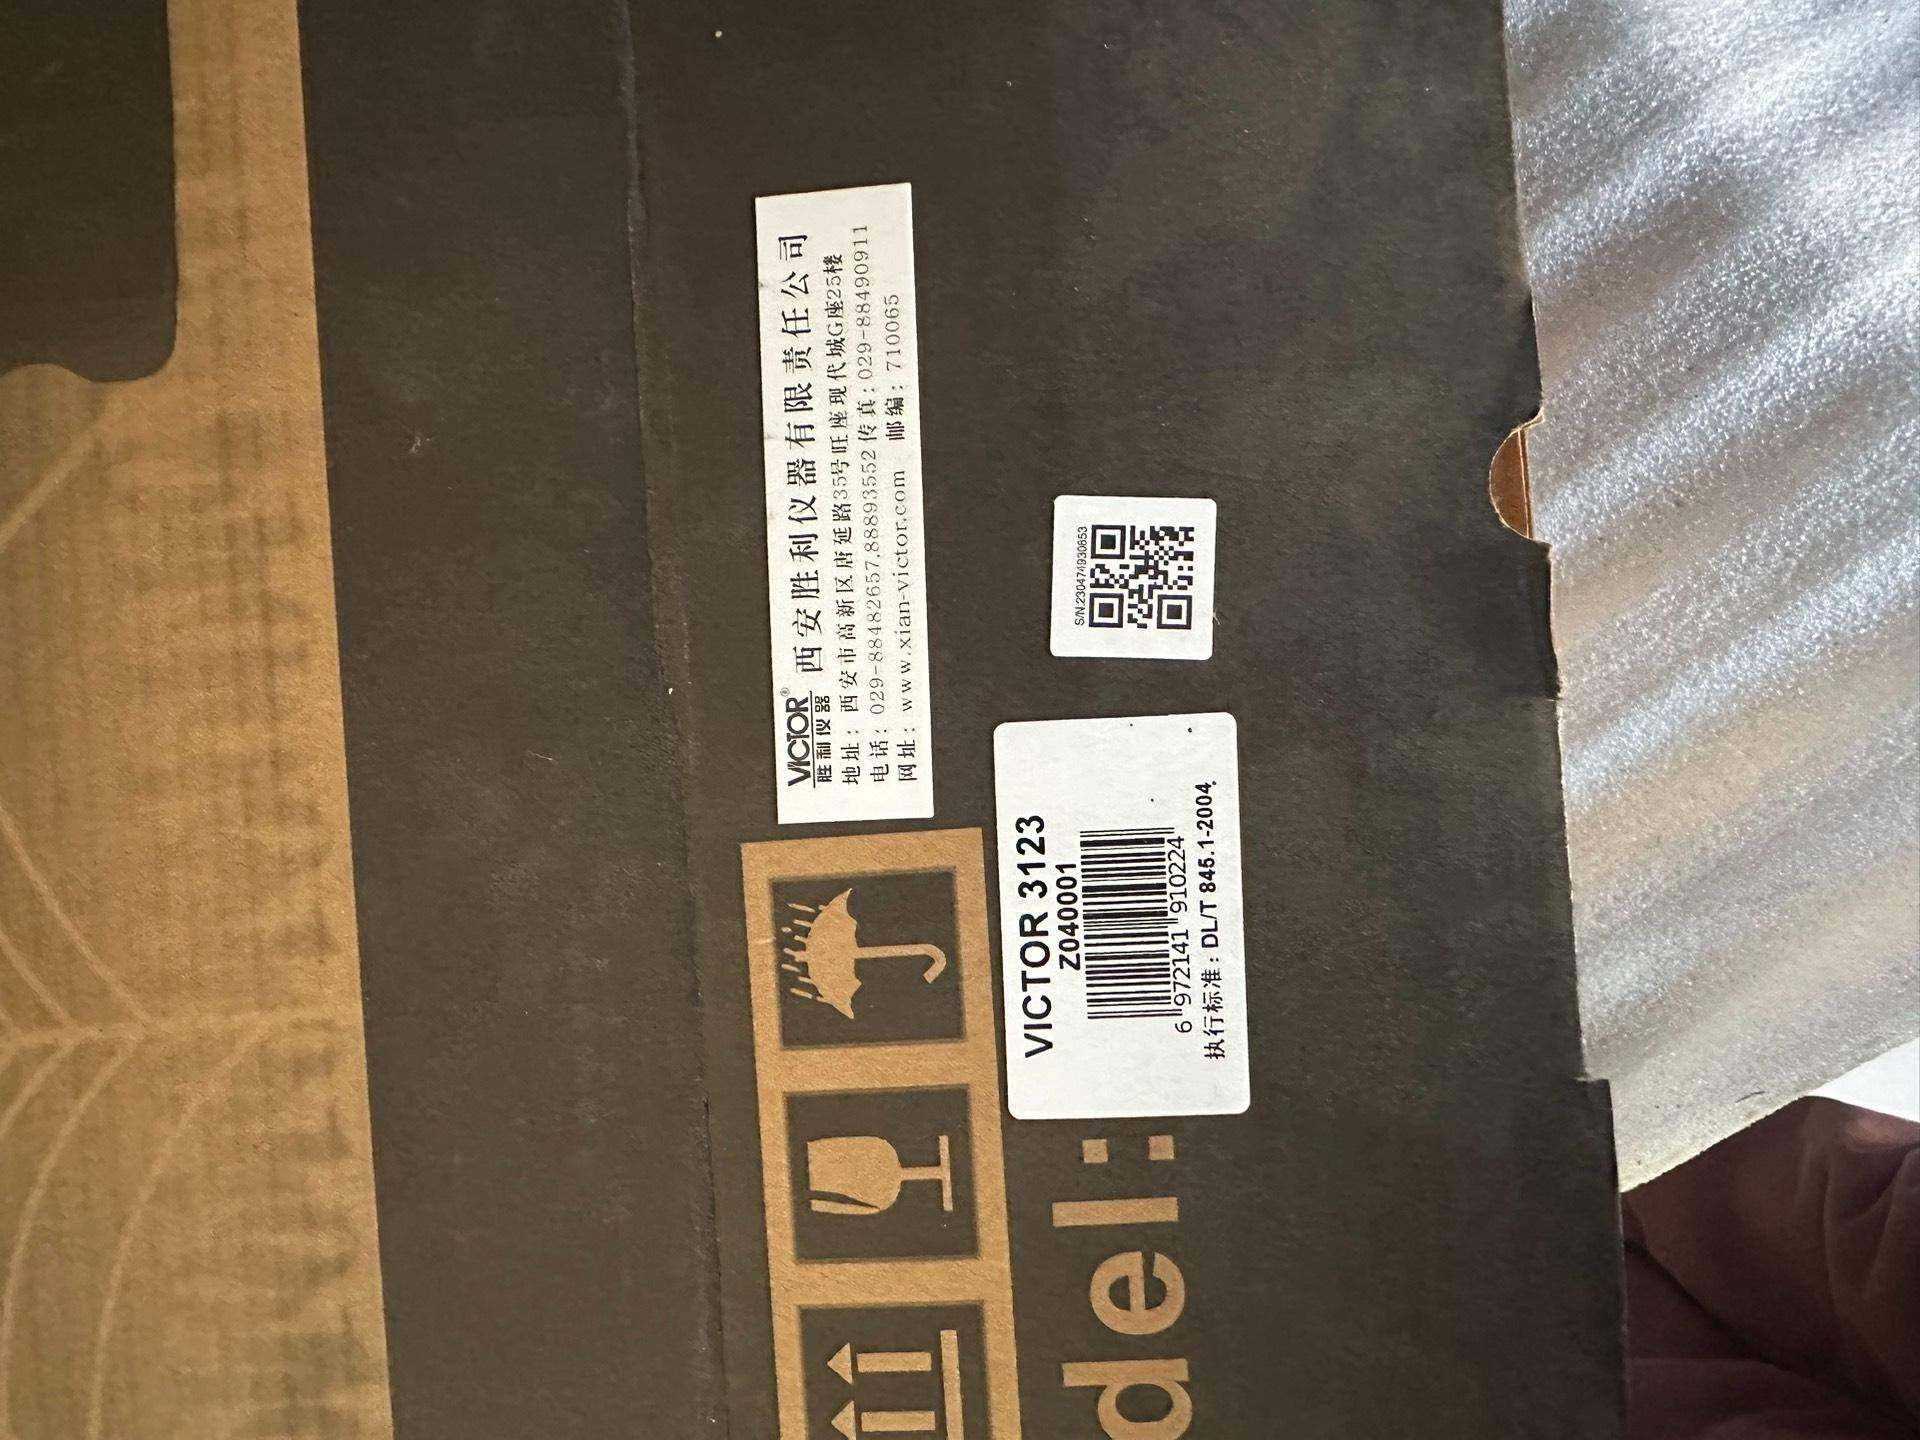 VICTOR®
胜利仪器
西安胜利仪器有限责任公司
地址：西安市高新区唐延路35号旺座现代城G座25楼
电话：029-88482657,88893552 传真：029-88490911
网址：www.xian-victor.com 邮编：710065
S/N:230474930853
VICTOR 3123
Z040001
6 972141 910224
执行标准：DL/T 845.1-2004
del: